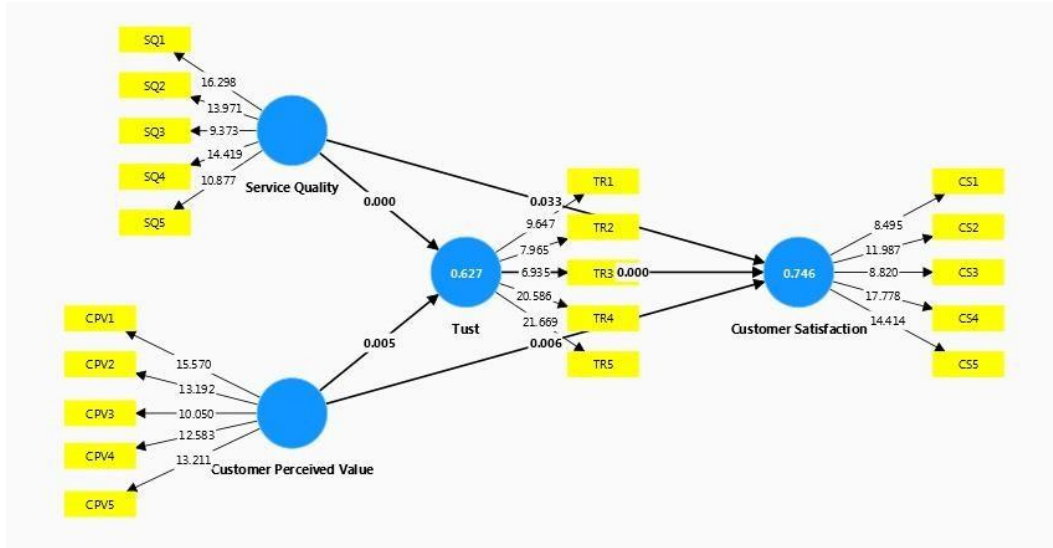 SQ1
16.298
SQ2
13.971
SQ3
9.373
14.419
SQ4
10.877
SQ5
Service Quality
0.000
0.033
TR1
9.647
TR2
7.965
6.935
TR3
0.000
20.586
TR4
21.669
TR5
0.627
Tust
0.005
0.006
CPV1
15.570
CPV2
13.192
CPV3
10.050
12.583
CPV4
13.211
CPV5
Customer Perceived Value
0.746
Customer Satisfaction
CS1
8.495
CS2
11.987
CS3
8.820
17.778
CS4
14.414
CS5